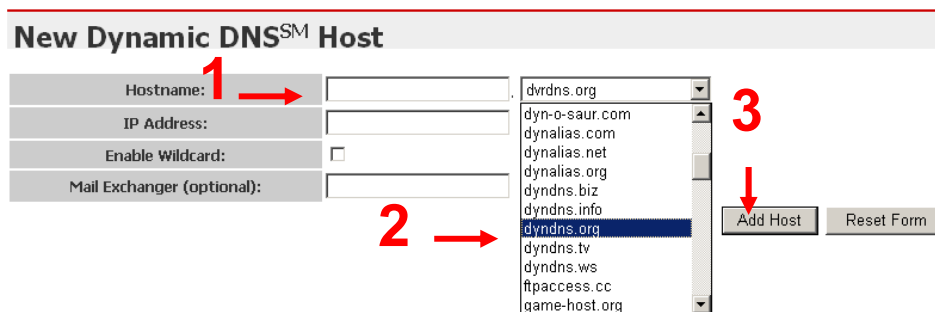 New Dynamic DNS℠ Host
1
Hostname: . dvrdns.org
3
IP Address:
Enable Wildcard:
Mail Exchanger (optional):
2
dyn-o-saur.com
dynalias.com
dynalias.net
dynalias.org
dyndns.biz
dyndns.info
dyndns.org
dyndns.tv
dyndns.ws
ftpaccess.cc
game-host.org
Add Host Reset Form